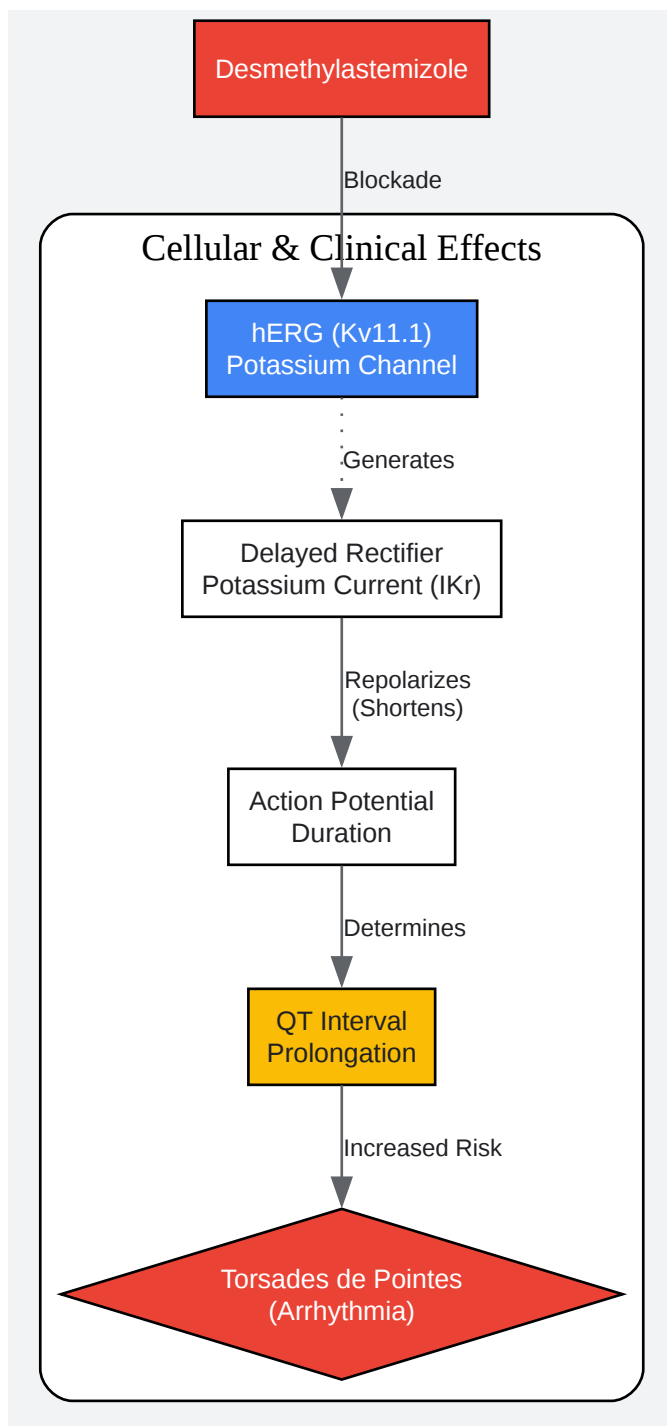 Desmethylastemizole
Blockade
Cellular & Clinical Effects
hERG (Kv11.1)
Potassium Channel
Generates
Delayed Rectifier
Potassium Current (IKr)
Repolarizes
(Shortens)
Action Potential
Duration
Determines
QT Interval
Prolongation
Increased Risk
Torsades de Pointes
(Arrhythmia)